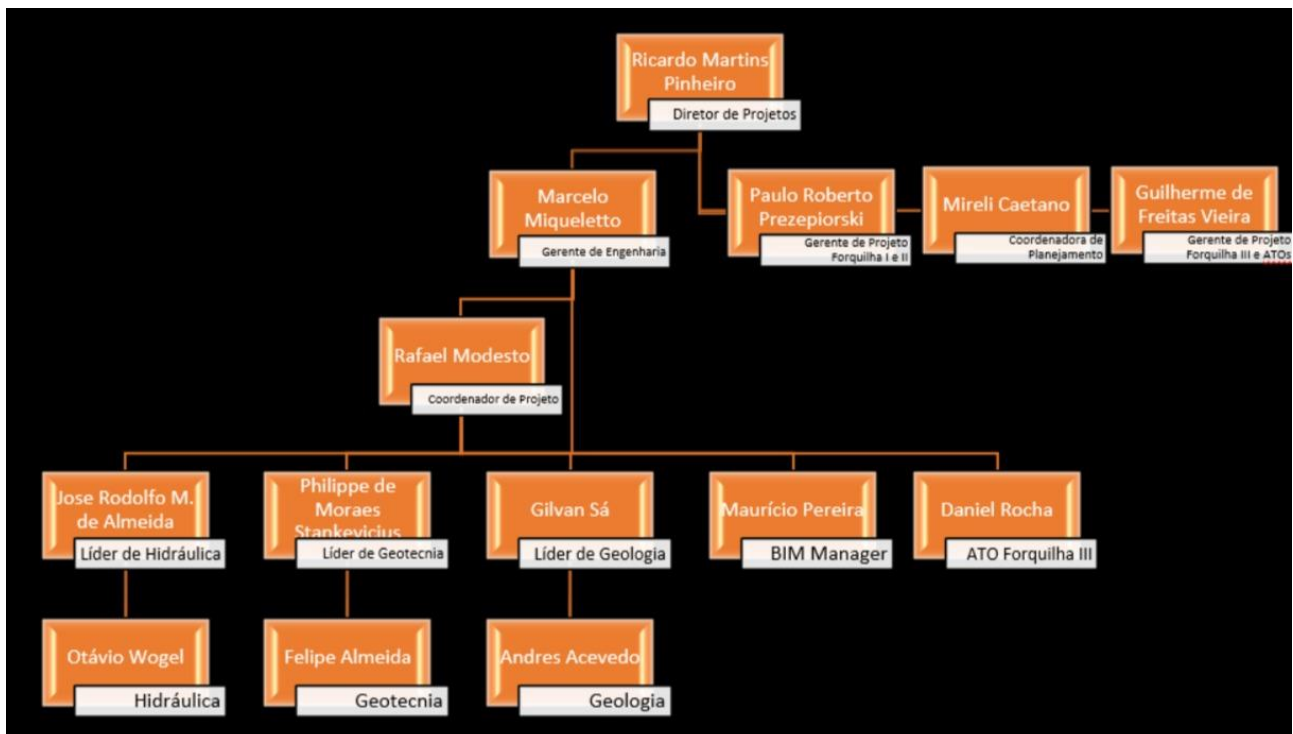 Ricardo Martins
Pinheiro
Diretor de Projetos
Marcelo
Miqueletto
Gerente de Engenharia
Paulo Roberto
Prezepiorski
Gerente de Projeto
Forquilha I e II
Mireli Caetano
Coordenadora de
Planejamento
Guilherme de
Freitas Vieira
Gerente de Projeto
Forquilha III e ATOs
Rafael Modesto
Coordenador de Projeto
Jose Rodolfo M.
de Almeida
Líder de Hidráulica
Philippe de
Moraes
Stankevicius
Líder de Geotecnia
Gilvan Sá
Líder de Geologia
Maurício Pereira
BIM Manager
Daniel Rocha
ATO Forquilha III
Otávio Wogel
Hidráulica
Felipe Almeida
Geotecnia
Andres Acevedo
Geologia